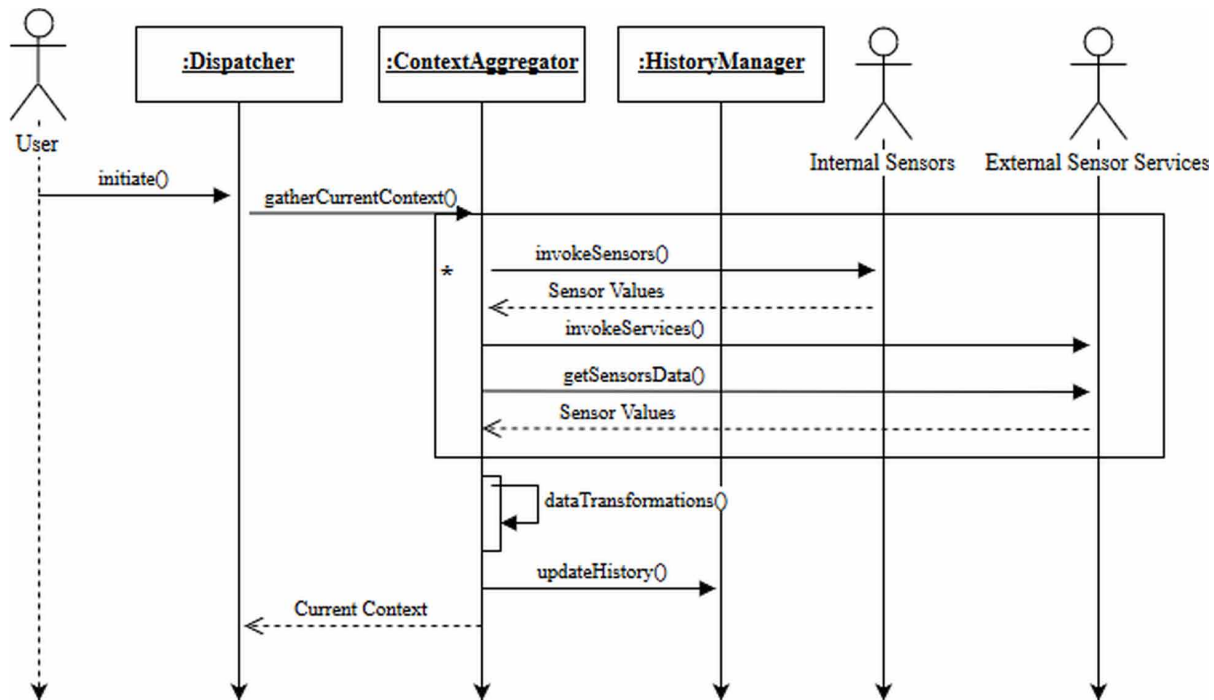 :Dispatcher
:ContextAggregator
:HistoryManager
User
Internal Sensors
External Sensor Services
initiate()
gatherCurrentContext()
*
invokeSensors()
Sensor Values
invokeServices()
getSensorsData()
Sensor Values
dataTransformations()
updateHistory()
Current Context